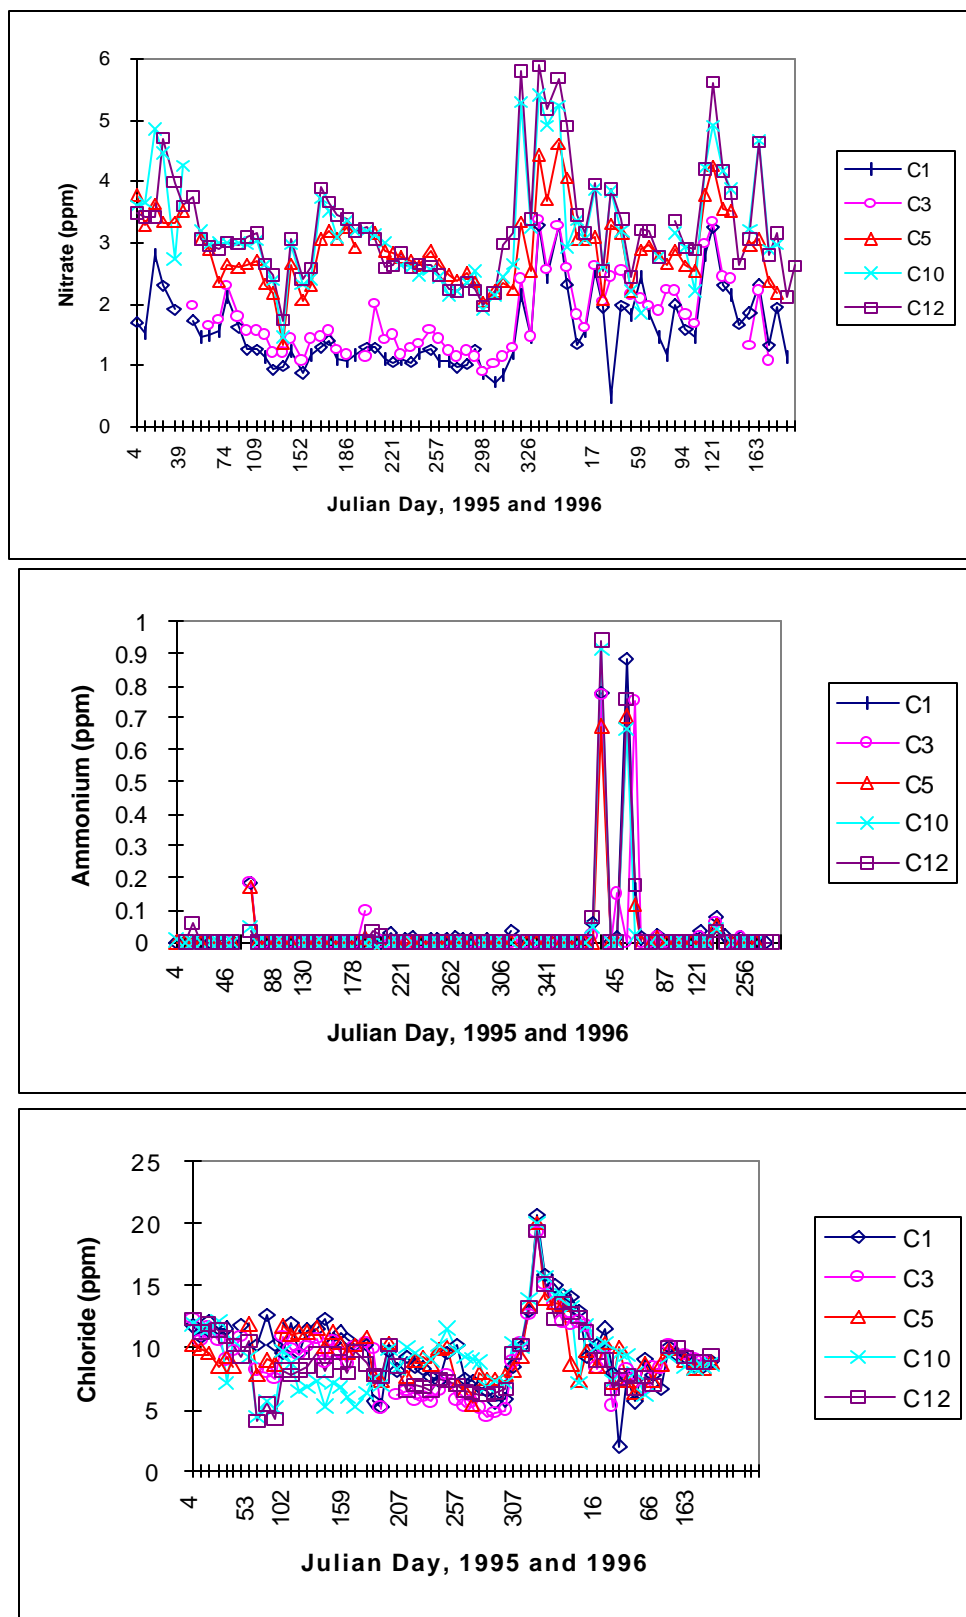 Nitrate (ppm)
6
5
4
3
2
1
0
4
39
74
109
152
186
221
257
298
326
17
59
94
121
163
Julian Day, 1995 and 1996
C1
C3
C5
C10
C12
Ammonium (ppm)
1
0.9
0.8
0.7
0.6
0.5
0.4
0.3
0.2
0.1
0
4
46
88
130
178
221
262
306
341
45
87
121
256
Julian Day, 1995 and 1996
C1
C3
C5
C10
C12
Chloride (ppm)
25
20
15
10
5
0
4
53
102
159
207
257
307
16
66
163
Julian Day, 1995 and 1996
C1
C3
C5
C10
C12